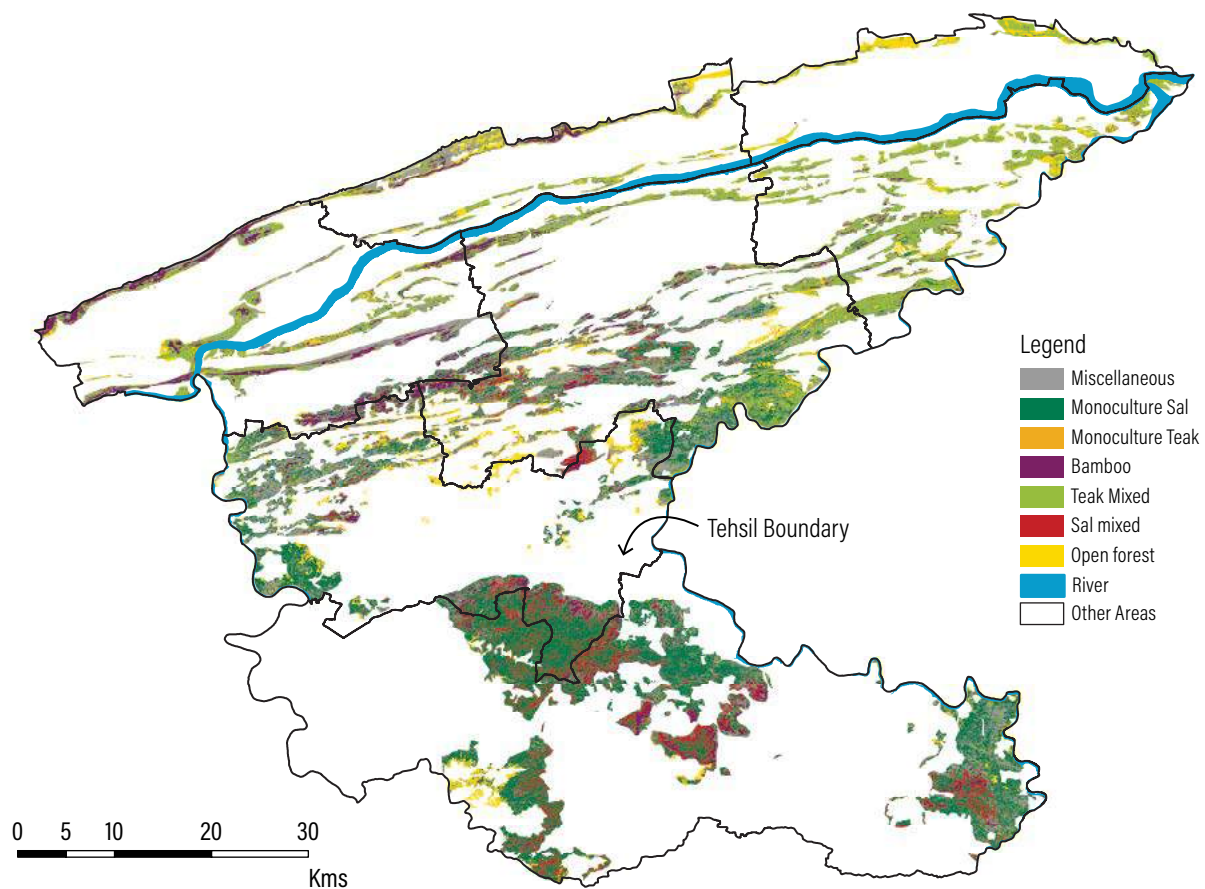 Legend
Miscellaneous
Monoculture Sal
Monoculture Teak
Bamboo
Teak Mixed
Sal mixed
Open forest
River
Other Areas
Tehsil Boundary
0 5 10 20 30
Kms